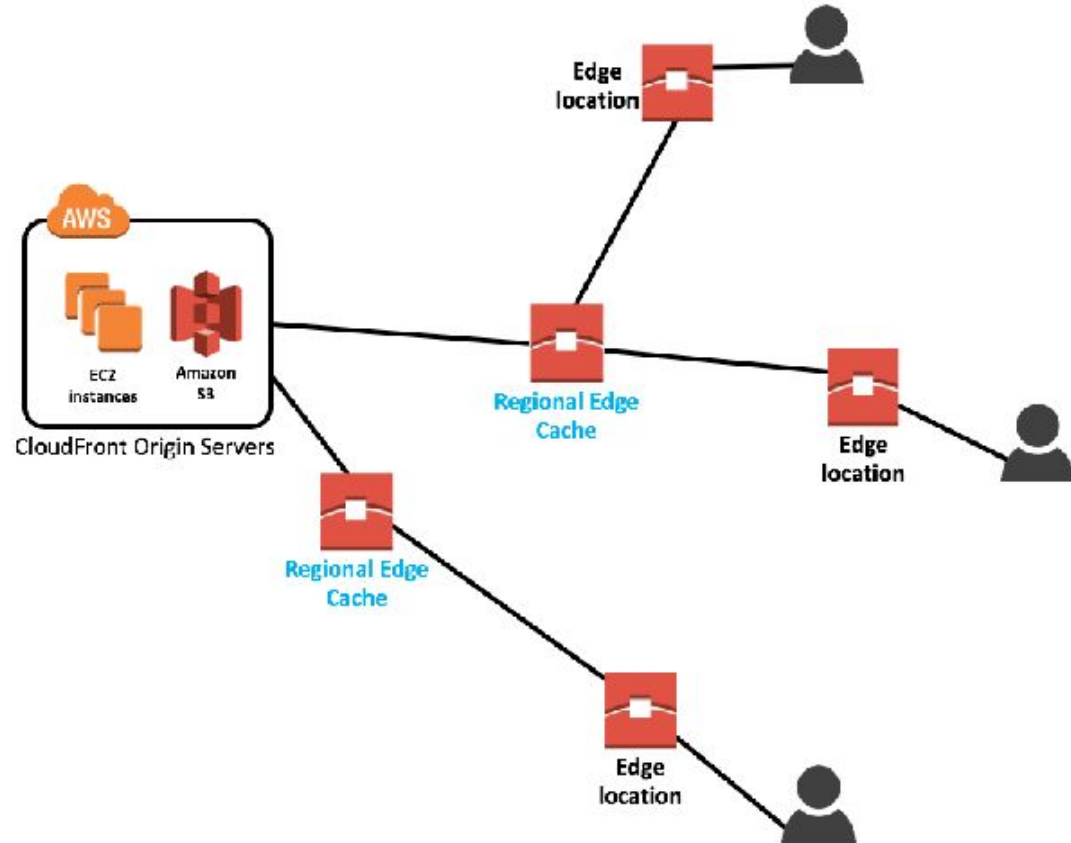 Edge
location
AWS
EC2
instances
Amazon
S3
CloudFront Origin Servers
Regional Edge
Cache
Edge
location
Regional Edge
Cache
Edge
location